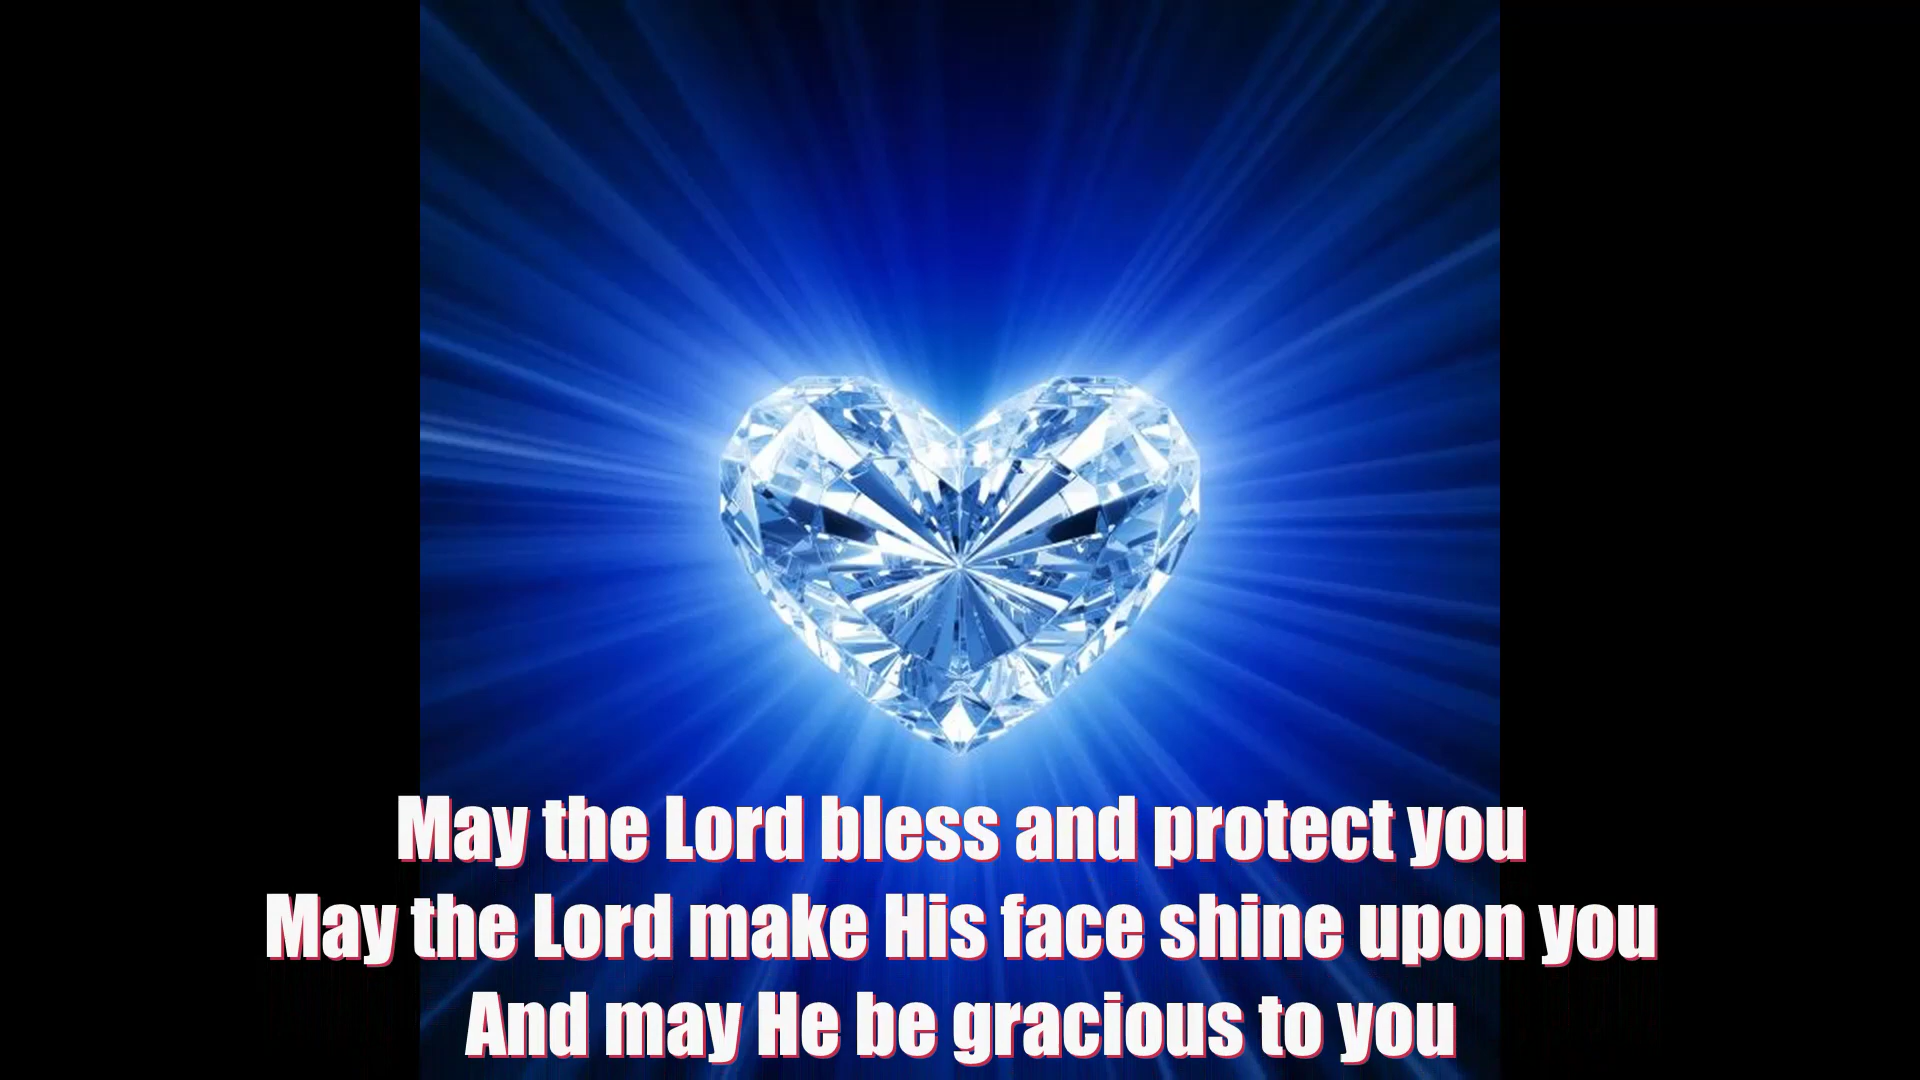 May the Lord bless and protect you
May the Lord make His face shine upon you
And may He be gracious to you